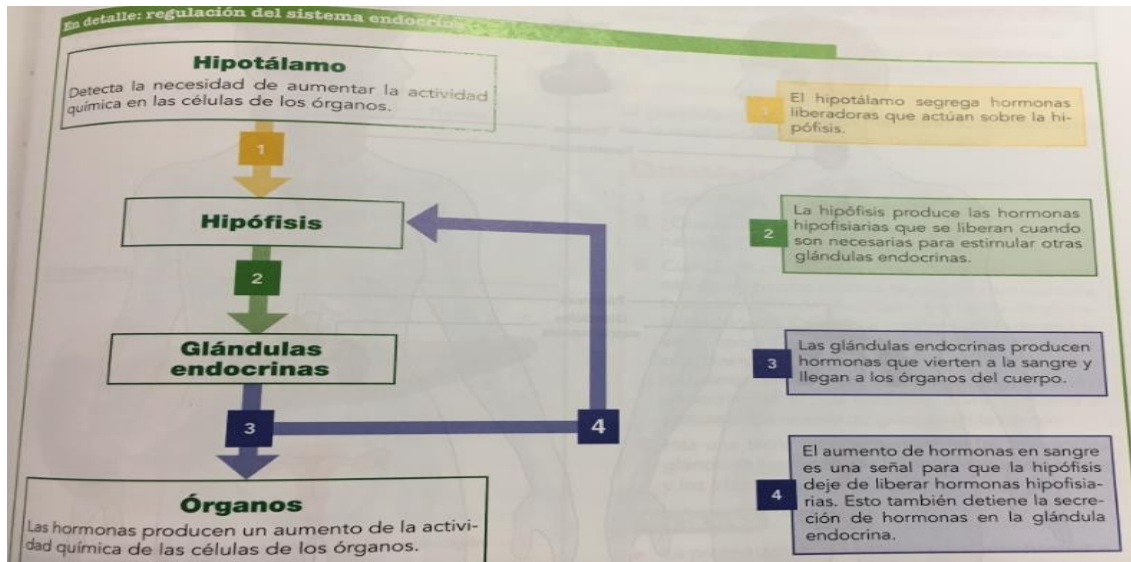 En detalle: regulación del sistema endocrino
Hipotálamo
Detecta la necesidad de aumentar la actividad
química en las células de los órganos.
1
Hipófisis
2
Glándulas
endocrinas
3
4
Órganos
Las hormonas producen un aumento de la activi-
dad química de las células de los órganos.
1
El hipotálamo segrega hormonas
liberadoras que actúan sobre la hi-
pófisis.
2
La hipófisis produce las hormonas
hipofisiarias que se liberan cuando
son necesarias para estimular otras
glándulas endocrinas.
3
Las glándulas endocrinas producen
hormonas que vierten a la sangre y
llegan a los órganos del cuerpo.
4
El aumento de hormonas en sangre
es una señal para que la hipófisis
deje de liberar hormonas hipofisia-
rias. Esto también detiene la secre-
ción de hormonas en la glándula
endocrina.